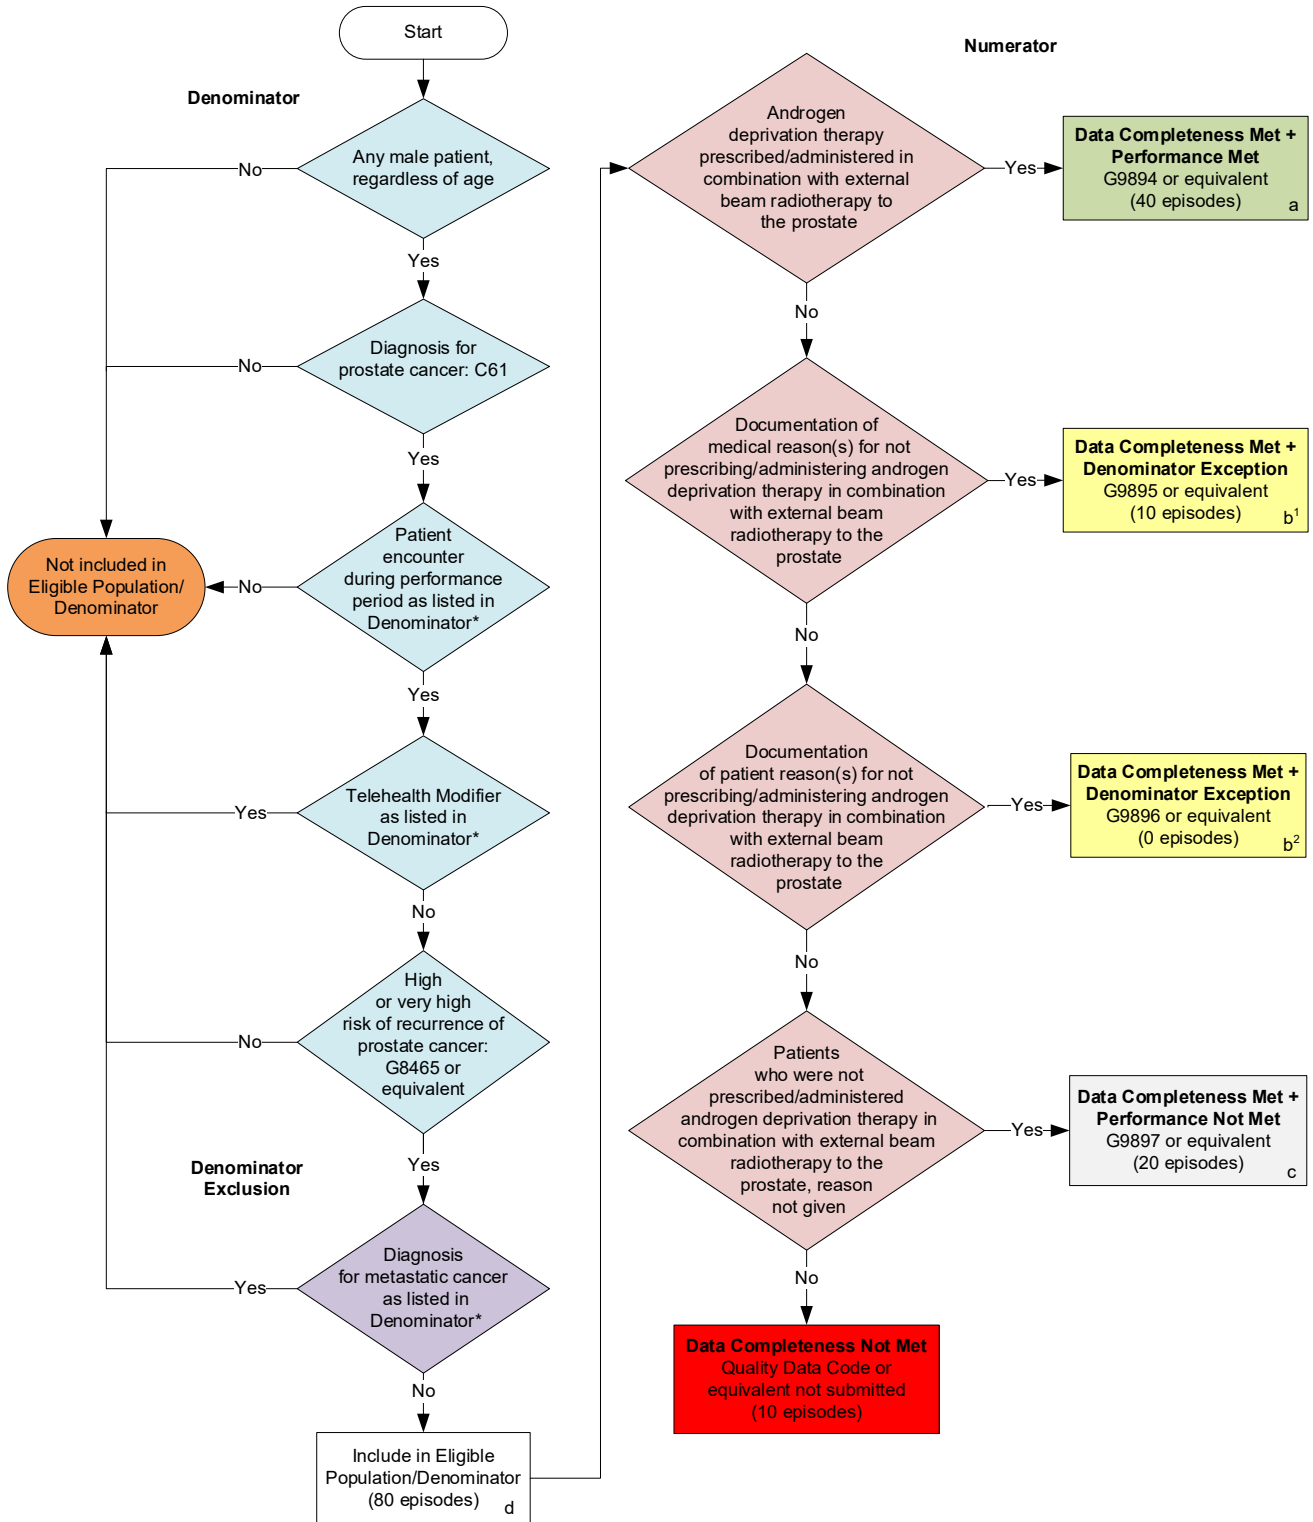 Start
Denominator
Any male patient,
regardless of age
No
Yes
Diagnosis for
prostate cancer: C61
No
Yes
Patient
encounter
during performance
period as listed in
Denominator*
No
Not included in
Eligible Population/
Denominator
Yes
Telehealth Modifier
as listed in
Denominator*
Yes
No
High
or very high
risk of recurrence of
prostate cancer:
G8465 or
equivalent
No
Yes
Denominator
Exclusion
Diagnosis
for metastatic cancer
as listed in
Denominator*
Yes
No
Include in Eligible
Population/Denominator
(80 episodes)
d
Numerator
Androgen
deprivation therapy
prescribed/administered in
combination with external
beam radiotherapy to
the prostate
Yes
Data Completeness Met +
Performance Met
G9894 or equivalent
(40 episodes)
a
No
Documentation of
medical reason(s) for not
prescribing/administering androgen
deprivation therapy in combination
with external beam
radiotherapy to the
prostate
Yes
Data Completeness Met +
Denominator Exception
G9895 or equivalent
(10 episodes)
b1
No
Documentation
of patient reason(s) for not
prescribing/administering androgen
deprivation therapy in combination
with external beam
radiotherapy to the
prostate
Yes
Data Completeness Met +
Denominator Exception
G9896 or equivalent
(0 episodes)
b2
No
Patients
who were not
prescribed/administered
androgen deprivation therapy in
combination with external beam
radiotherapy to the
prostate, reason
not given
Yes
Data Completeness Met +
Performance Not Met
G9897 or equivalent
(20 episodes)
c
No
Data Completeness Not Met
Quality Data Code or
equivalent not submitted
(10 episodes)